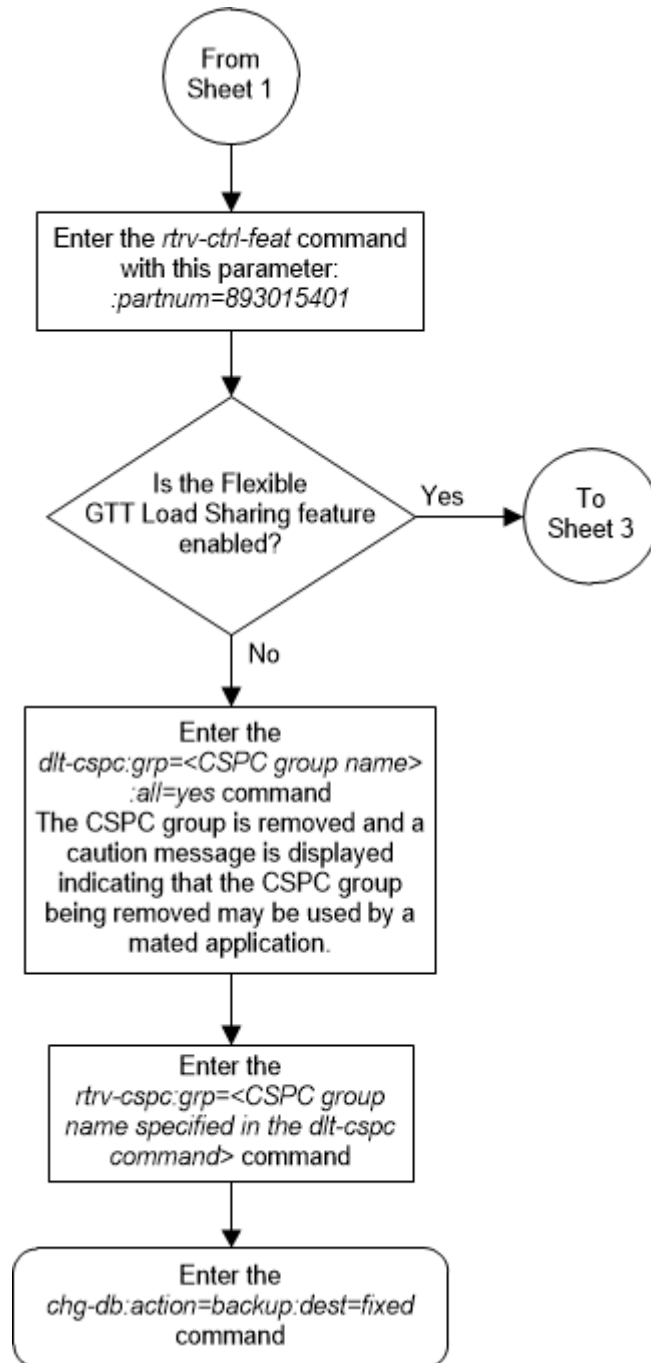 From
Sheet 1
Enter the rtrv-ctrl-feat command
with this parameter:
:partnum=893015401
Is the Flexible
GTT Load Sharing feature
enabled?
Yes
To
Sheet 3
No
Enter the
dlt-cspc:grp=<CSPC group name>
:all=yes command
The CSPC group is removed and a
caution message is displayed
indicating that the CSPC group
being removed may be used by a
mated application.
Enter the
rtrv-cspc:grp=<CSPC group
name specified in the dlt-cspc
command> command
Enter the
chg-db:action=backup:dest=fixed
command